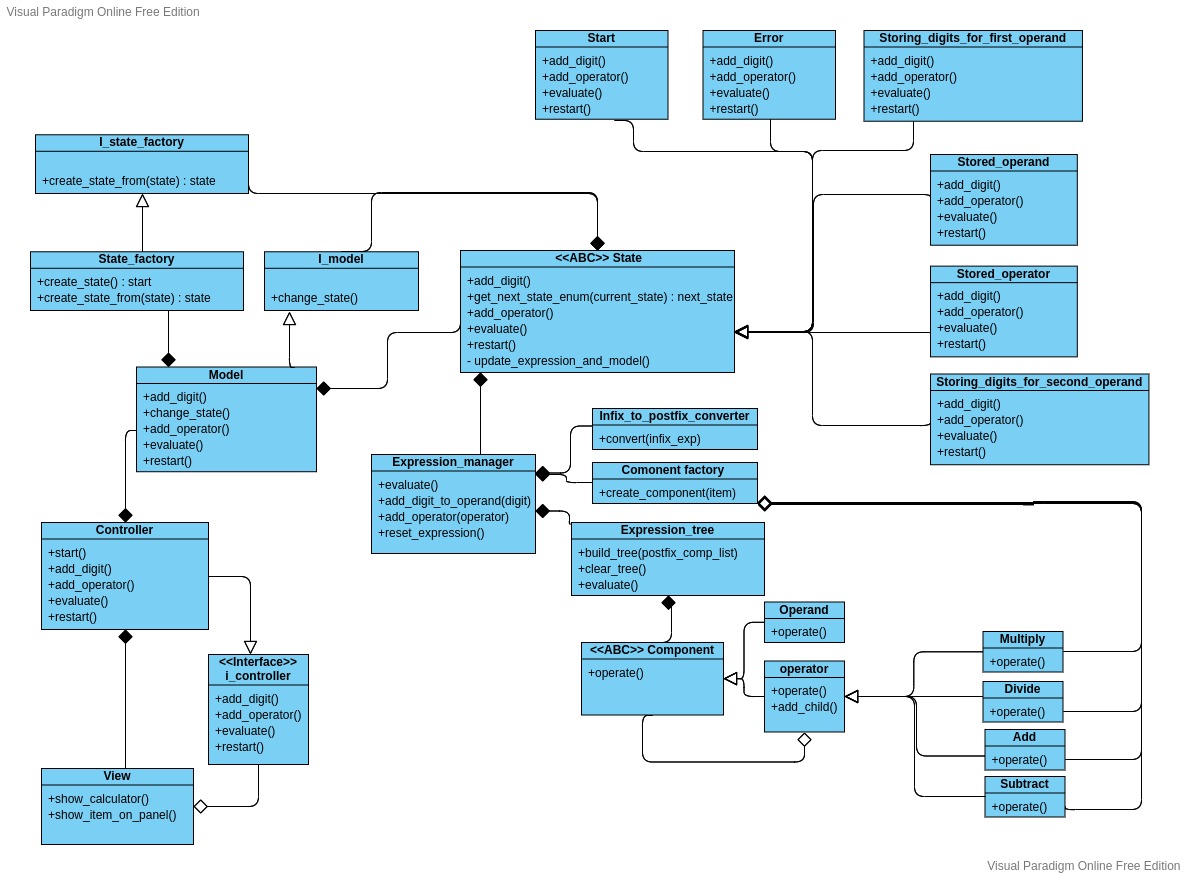 Visual Paradigm Online Free Edition
Start
+add_digit()
+add_operator()
+evaluate()
+restart()
Error
+add_digit()
+add_operator()
+evaluate()
+restart()
Storing_digits_for_first_operand
+add_digit()
+add_operator()
+evaluate()
+restart()
I_state_factory
+create_state_from(state) : state
Stored_operand
+add_digit()
+add_operator()
+evaluate()
+restart()
State_factory
+create_state() : start
+create_state_from(state) : state
I_model
+change_state()
<<ABC>> State
+add_digit()
+get_next_state_enum(current_state) : next_state
+add_operator()
+evaluate()
+restart()
- update_expression_and_model()
Stored_operator
+add_digit()
+add_operator()
+evaluate()
+restart()
Model
+add_digit()
+change_state()
+add_operator()
+evaluate()
+restart()
Storing_digits_for_second_operand
+add_digit()
+add_operator()
+evaluate()
+restart()
Infix_to_postfix_converter
+convert(infix_exp)
Expression_manager
+evaluate()
+add_digit_to_operand(digit)
+add_operator(operator)
+reset_expression()
Comonent factory
+create_component(item)
Controller
+start()
+add_digit()
+add_operator()
+evaluate()
+restart()
Expression_tree
+build_tree(postfix_comp_list)
+clear_tree()
+evaluate()
Operand
+operate()
<<ABC>> Component
+operate()
operator
+operate()
+add_child()
Multiply
+operate()
Divide
+operate()
Add
+operate()
Subtract
+operate()
<<Interface>>
i_controller
+add_digit()
+add_operator()
+evaluate()
+restart()
View
+show_calculator()
+show_item_on_panel()
Visual Paradigm Online Free Edition